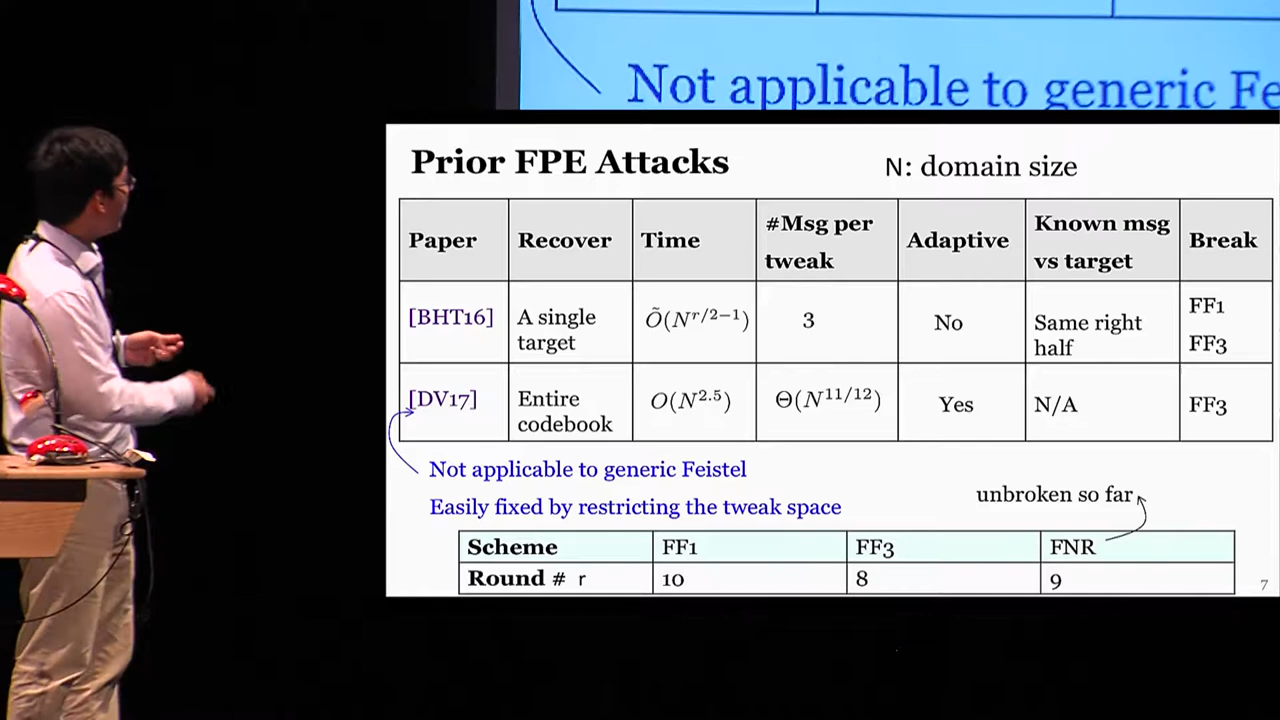 Not applicable to generic Fe
Prior FPE Attacks
N: domain size
Paper Recover Time #Msg per tweak Adaptive Known msg vs target Break
[BHT16] A single target Õ(N^{r/2−1}) 3 No Same right half FF1 FF3
[DV17] Entire codebook O(N^{2.5}) Θ(N^{11/12}) Yes N/A FF3
Not applicable to generic Feistel
Easily fixed by restricting the tweak space
unbroken so far
Scheme FF1 FF3 FNR
Round # r 10 8 9
7